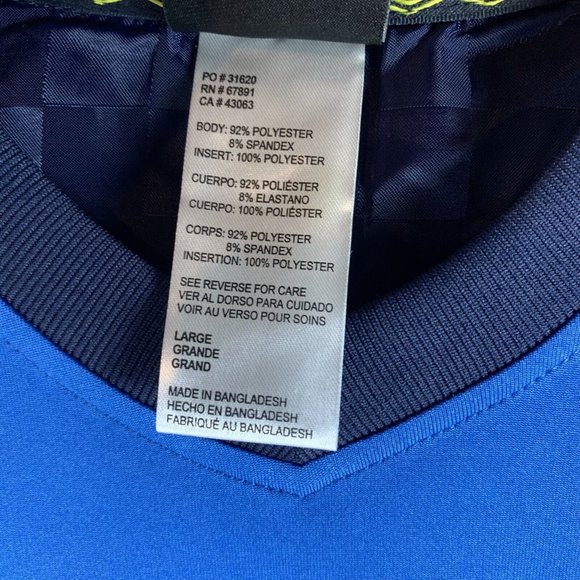 PO # 31620
RN # 67891
CA # 43063
BODY: 92% POLYESTER
8% SPANDEX
INSERT: 100% POLYESTER
CUERPO: 92% POLIÉSTER
8% ELASTANO
CUERPO: 100% POLIÉSTER
CORPS: 92% POLYESTER
8% SPANDEX
INSERTION: 100% POLYESTER
SEE REVERSE FOR CARE
VER AL DORSO PARA CUIDADO
VOIR AU VERSO POUR SOINS
LARGE
GRANDE
GRAND
MADE IN BANGLADESH
HECHO EN BANGLADESH
FABRIQUÉ AU BANGLADESH